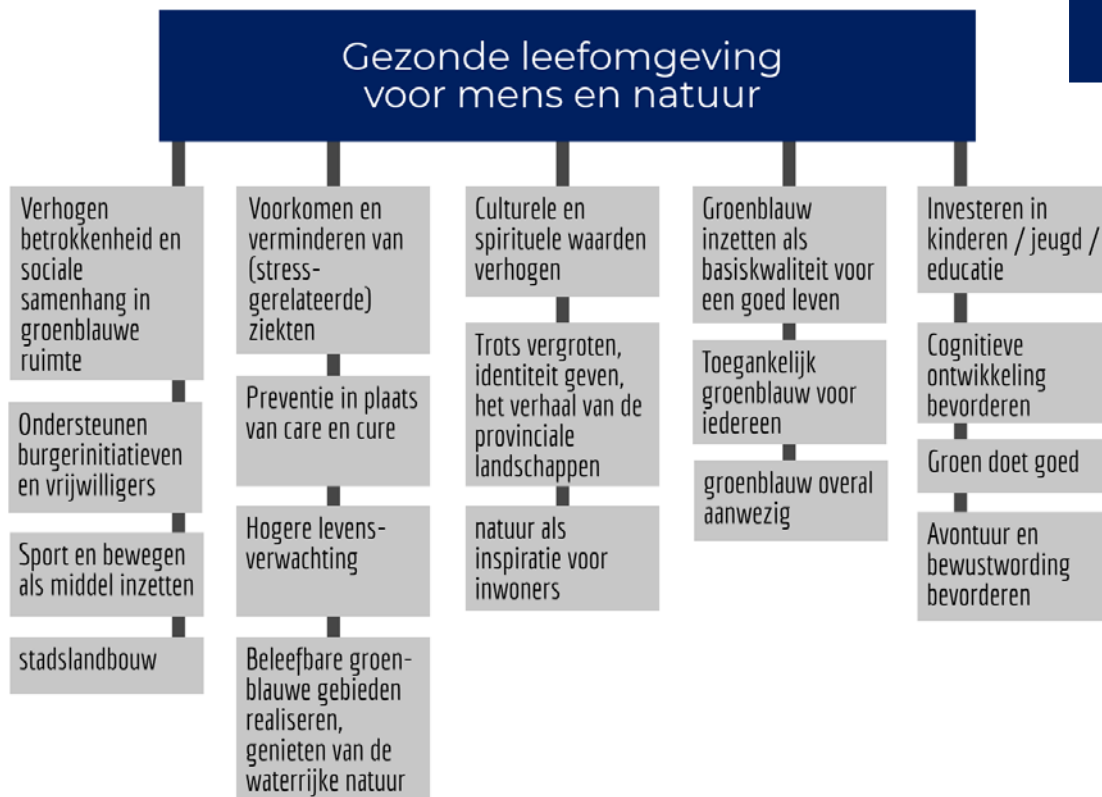 Gezonde leefomgeving
voor mens en natuur
Verhogen
betrokkenheid en
sociale
samenhang in
groenblauwe
ruimte
Ondersteunen
burgerinitiatieven
en vrijwilligers
Sport en bewegen
als middel inzetten
stadslandbouw
Voorkomen en
verminderen van
(stress-
gerelateerde)
ziekten
Preventie in plaats
van care en cure
Hogere levens-
verwachting
Beleefbare groen-
blauwe gebieden
realiseren,
genieten van de
waterrijke natuur
Culturele en
spirituele waarden
verhogen
Trots vergroten,
identiteit geven,
het verhaal van de
provinciale
landschappen
natuur als
inspiratie voor
inwoners
Groenblauw
inzetten als
basiskwaliteit voor
een goed leven
Toegankelijk
groenblauw voor
iedereen
groenblauw overal
aanwezig
Investeren in
kinderen / jeugd /
educatie
Cognitieve
ontwikkeling
bevorderen
Groen doet goed
Avontuur en
bewustwording
bevorderen